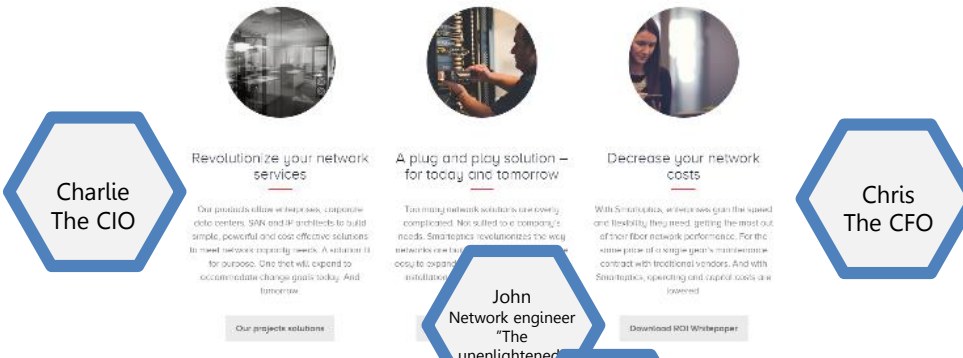 Charlie
The CIO
Revolutionize your network
services
Our products allow enterprises, corporate
data centers, SAN and IP architects to build
simple, powerful and cost effective solutions
to meet network capacity needs. A solution fit
for purpose. One that will expand to
accommodate change goals today. And
tomorrow.
Our projects solutions
A plug and play solution –
for today and tomorrow
Too many network solutions are overly
complicated. Not suited to a company's
needs. Smartoptics revolutionizes the way
networks are
easy to expand
installation
John
Network engineer
"The
unenlightened
Decrease your network
costs
With Smartoptics, enterprises gain the speed
and flexibility they need, getting the most out
of their fiber network performance. For the
same price of a single year's maintenance
contract with traditional vendors. And with
Smartoptics, operating and capital costs are
lowered.
Download ROI Whitepaper
Chris
The CFO